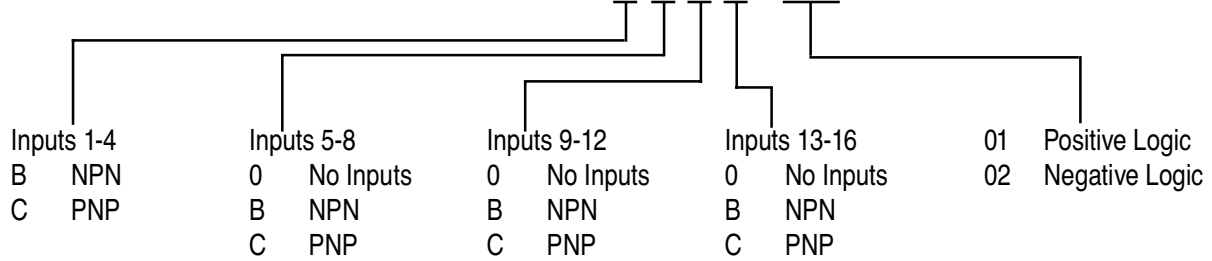 Inputs 1-4 Inputs 5-8 Inputs 9-12 Inputs 13-16 01 Positive Logic
B NPN 0 No Inputs 0 No Inputs 0 No Inputs 02 Negative Logic
C PNP B NPN B NPN B NPN
C PNP C PNP C PNP